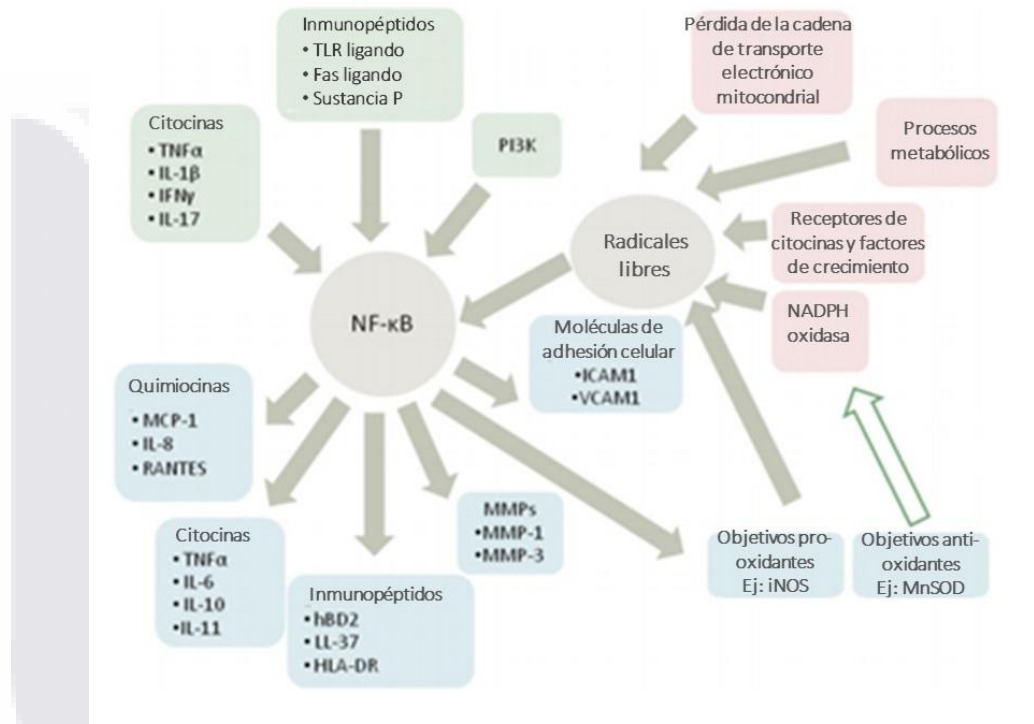 Inmunopéptidos
• TLR ligando
• Fas ligando
• Sustancia P
Pérdida de la cadena
de transporte
electrónico
mitocondrial
Citocinas
• TNFα
• IL-1β
• IFNγ
• IL-17
PI3K
Procesos
metabólicos
Radicales
libres
Receptores de
citocinas y factores
de crecimiento
NADPH
oxidasa
NF-κB
Moléculas de
adhesión celular
•ICAM1
•VCAM1
Quimiocinas
• MCP-1
• IL-8
• RANTES
MMPs
•MMP-1
•MMP-3
Citocinas
• TNFα
• IL-6
• IL-10
•IL-11
Inmunopéptidos
• hBD2
• LL-37
• HLA-DR
Objetivos pro-
oxidantes
Ej: iNOS
Objetivos anti-
oxidantes
Ej: MnSOD